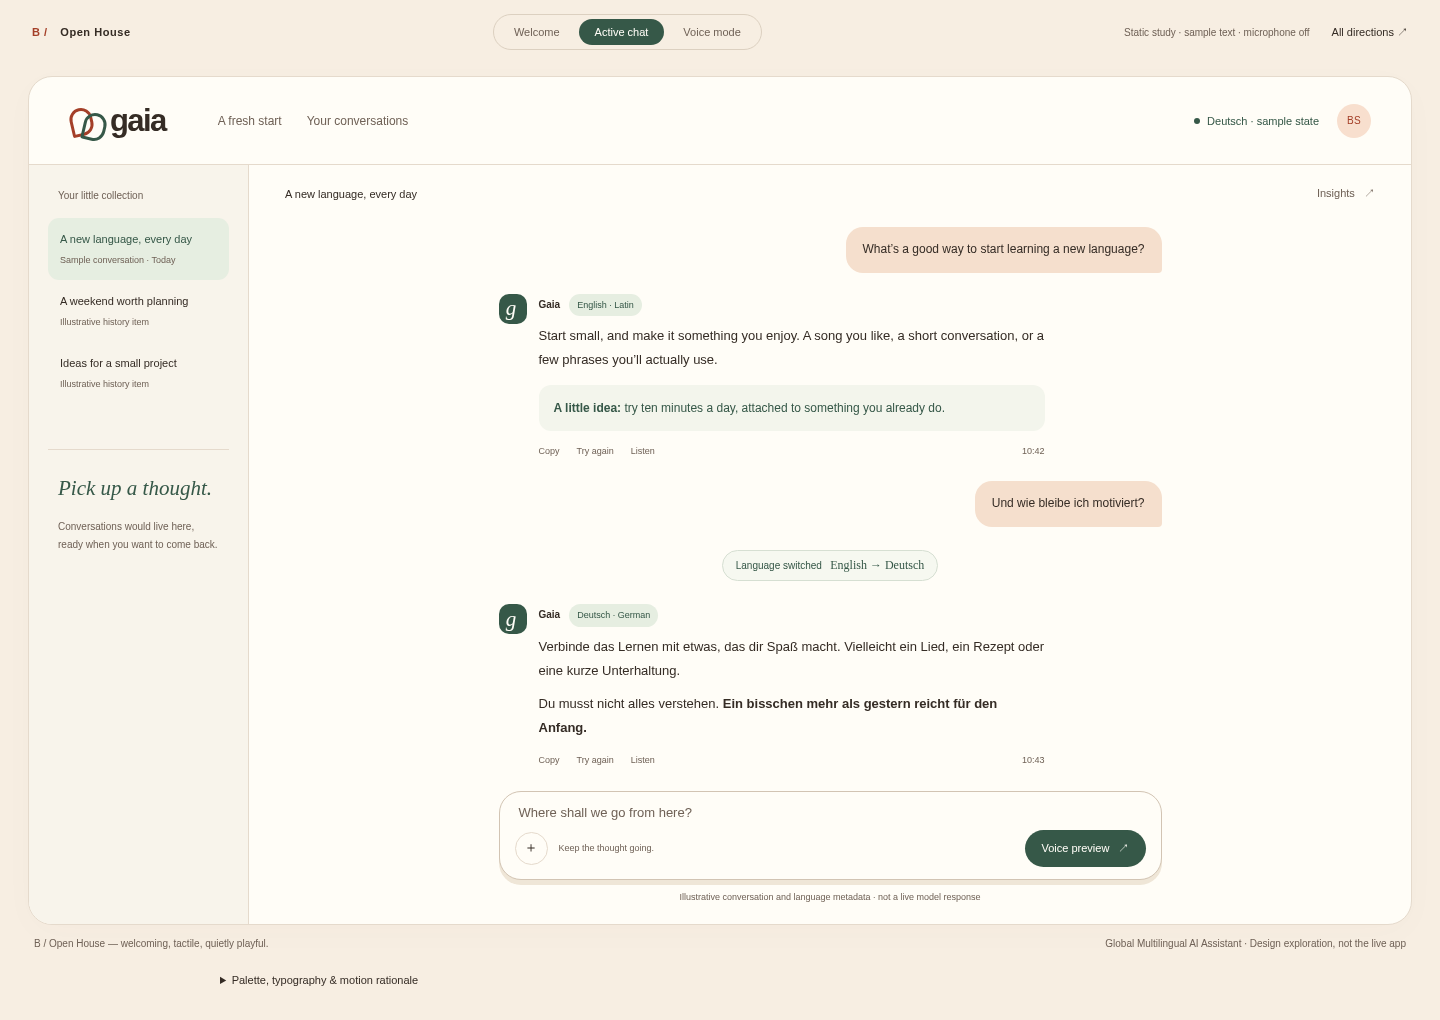 B / Open House
Welcome
Active chat
Voice mode
Static study · sample text · microphone off
All directions ↗
gaia
A fresh start
Your conversations
Deutsch · sample state
BS
Your little collection
A new language, every day
Sample conversation · Today
A weekend worth planning
Illustrative history item
Ideas for a small project
Illustrative history item
Pick up a thought.
Conversations would live here,
ready when you want to come back.
A new language, every day
Insights ↗
What’s a good way to start learning a new language?
g
Gaia
English · Latin
Start small, and make it something you enjoy. A song you like, a short conversation, or a
few phrases you’ll actually use.
A little idea: try ten minutes a day, attached to something you already do.
Copy
Try again
Listen
10:42
Und wie bleibe ich motiviert?
Language switched English → Deutsch
g
Gaia
Deutsch · German
Verbinde das Lernen mit etwas, das dir Spaß macht. Vielleicht ein Lied, ein Rezept oder
eine kurze Unterhaltung.
Du musst nicht alles verstehen. Ein bisschen mehr als gestern reicht für den
Anfang.
Copy
Try again
Listen
10:43
Where shall we go from here?
+
Keep the thought going.
Voice preview ↗
Illustrative conversation and language metadata · not a live model response
B / Open House — welcoming, tactile, quietly playful.
Global Multilingual AI Assistant · Design exploration, not the live app
▶ Palette, typography & motion rationale